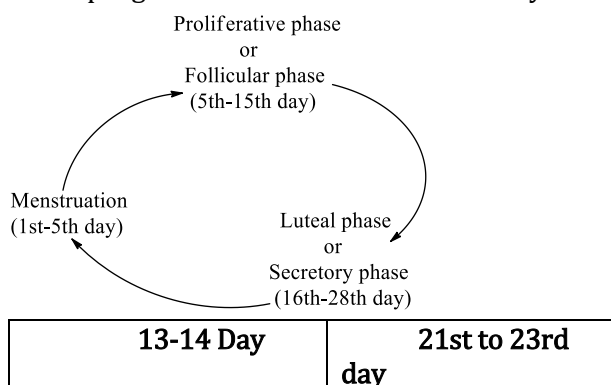 Proliferative phase
or
Follicular phase
(5th-15th day)
Menstruation
(1st-5th day)
Luteal phase
or
Secretory phase
(16th-28th day)
13-14 Day
21st to 23rd
day